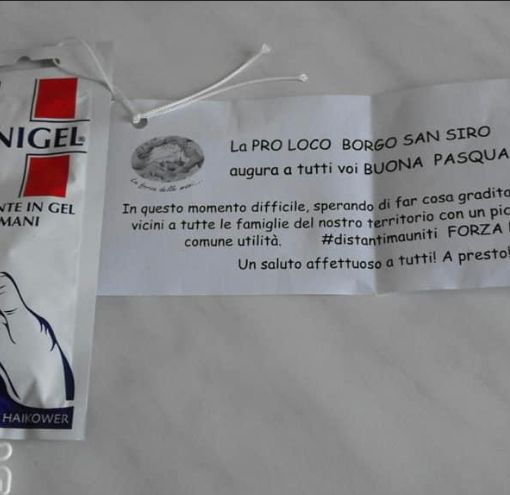 NIGEL®
NTE IN GEL
MANI
HAIKOWER
La PRO LOCO BORGO SAN SIRO
augura a tutti voi BUONA PASQUA
In questo momento difficile, sperando di far cosa gradita
vicini a tutte le famiglie del nostro territorio con un pic
comune utilità. #distantimauniti FORZA
Un saluto affettuoso a tutti! A presto!